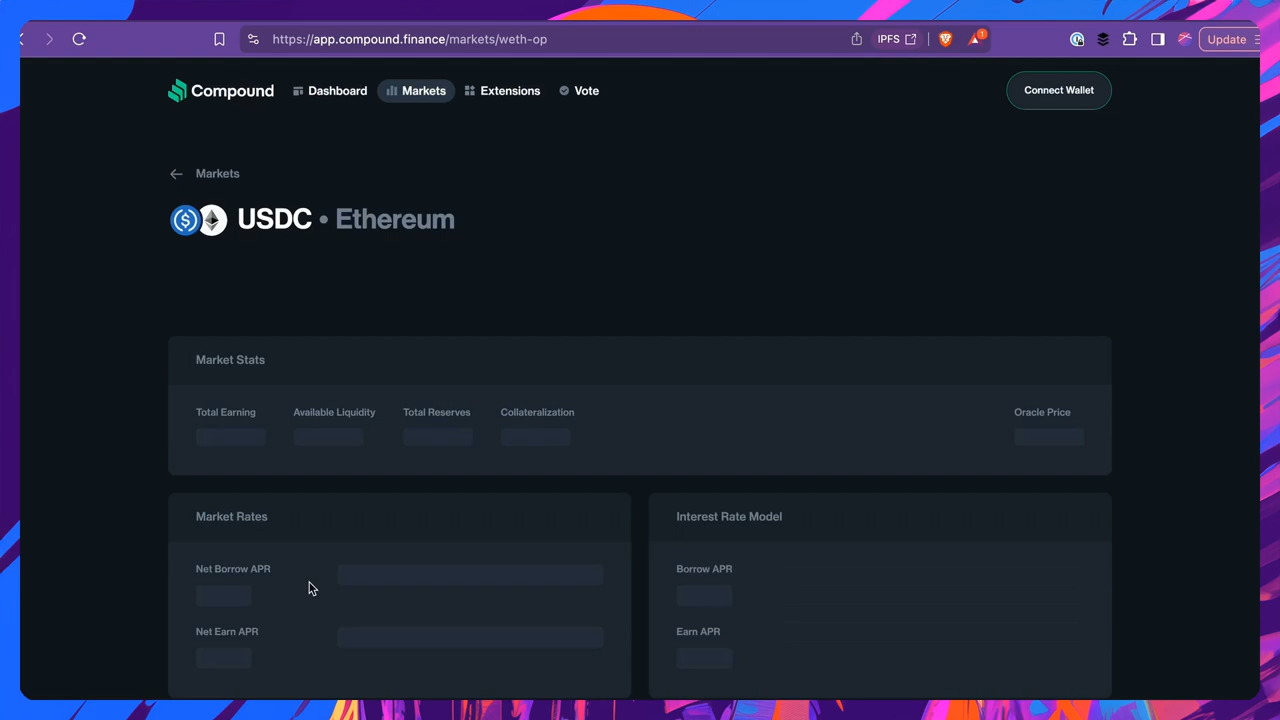 https://app.compound.finance/markets/weth-op
IPFS
1
Update
Compound
Dashboard
Markets
Extensions
Vote
Connect Wallet
Markets
USDC • Ethereum
Market Stats
Total Earning
Available Liquidity
Total Reserves
Collateralization
Oracle Price
Market Rates
Interest Rate Model
Net Borrow APR
Borrow APR
Net Earn APR
Earn APR